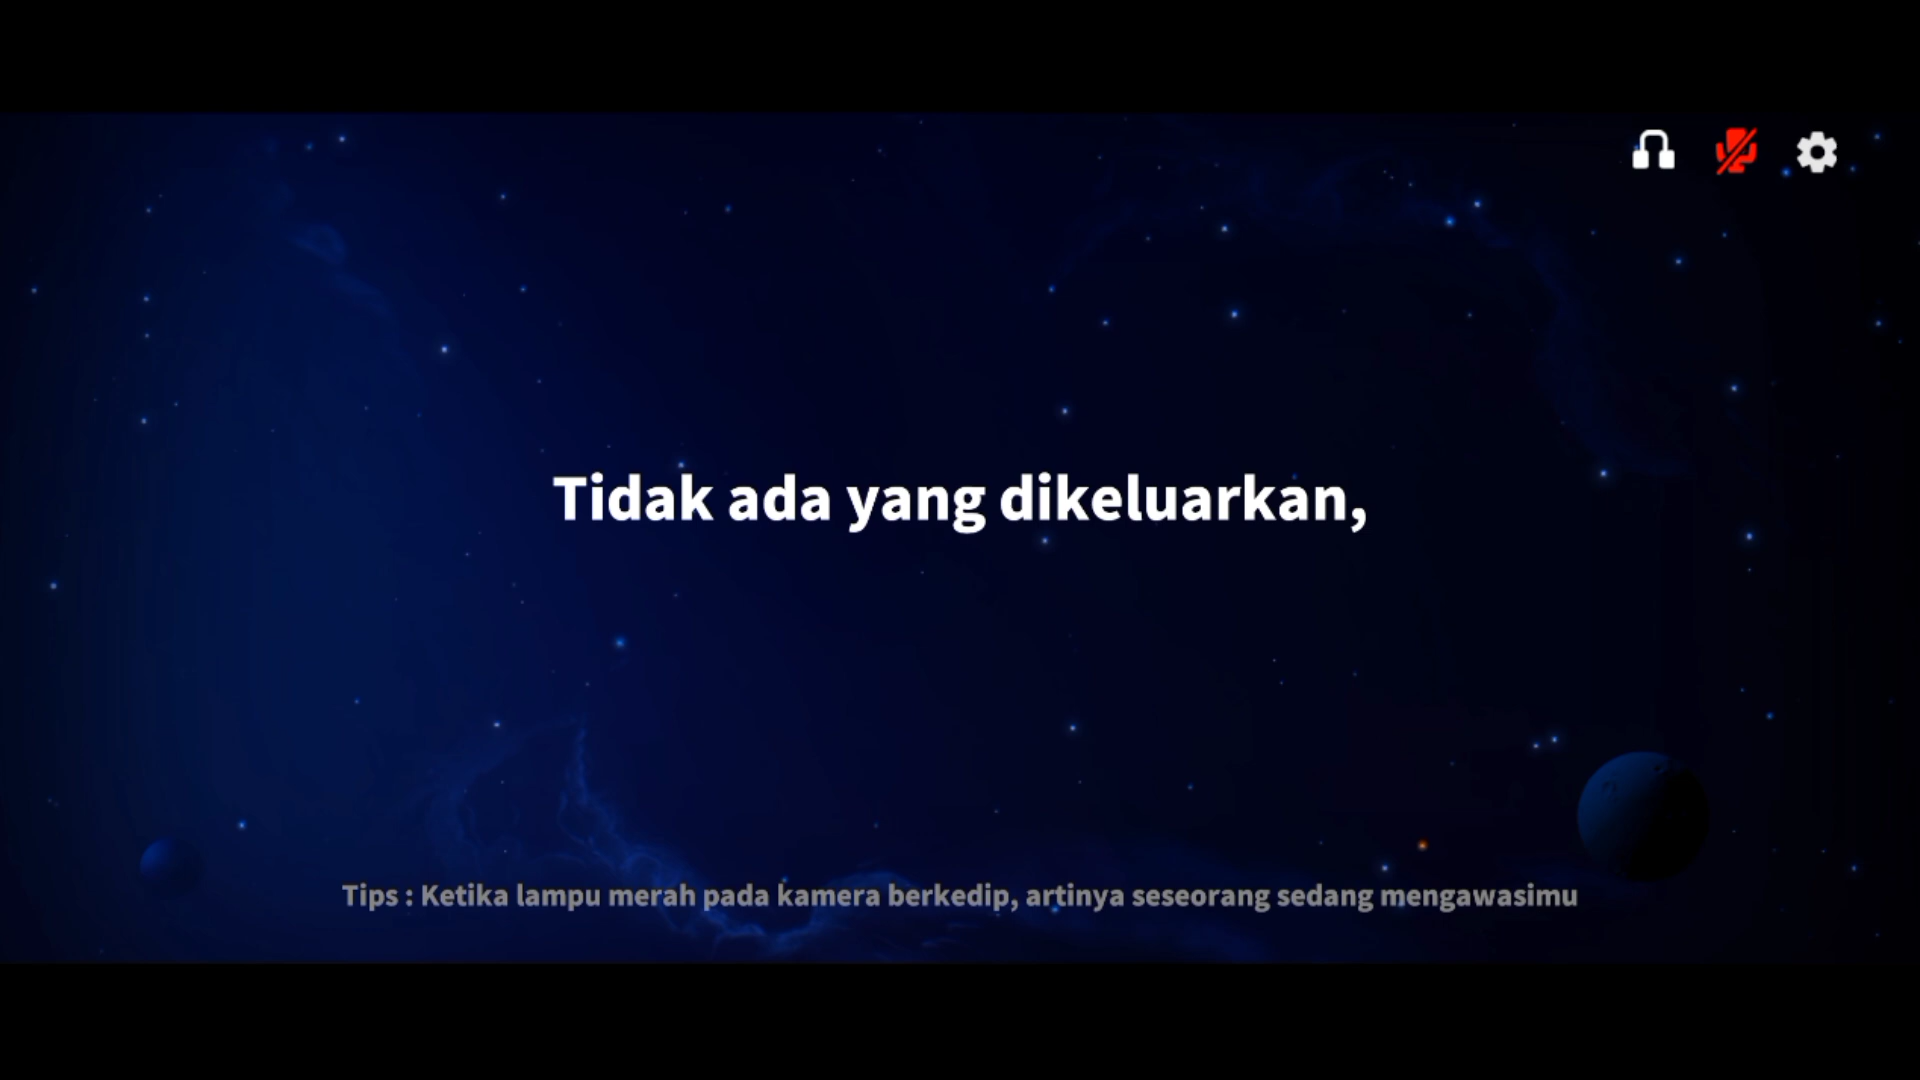 Tidak ada yang dikeluarkan,
Tips : Ketika lampu merah pada kamera berkedip, artinya seseorang sedang mengawasimu